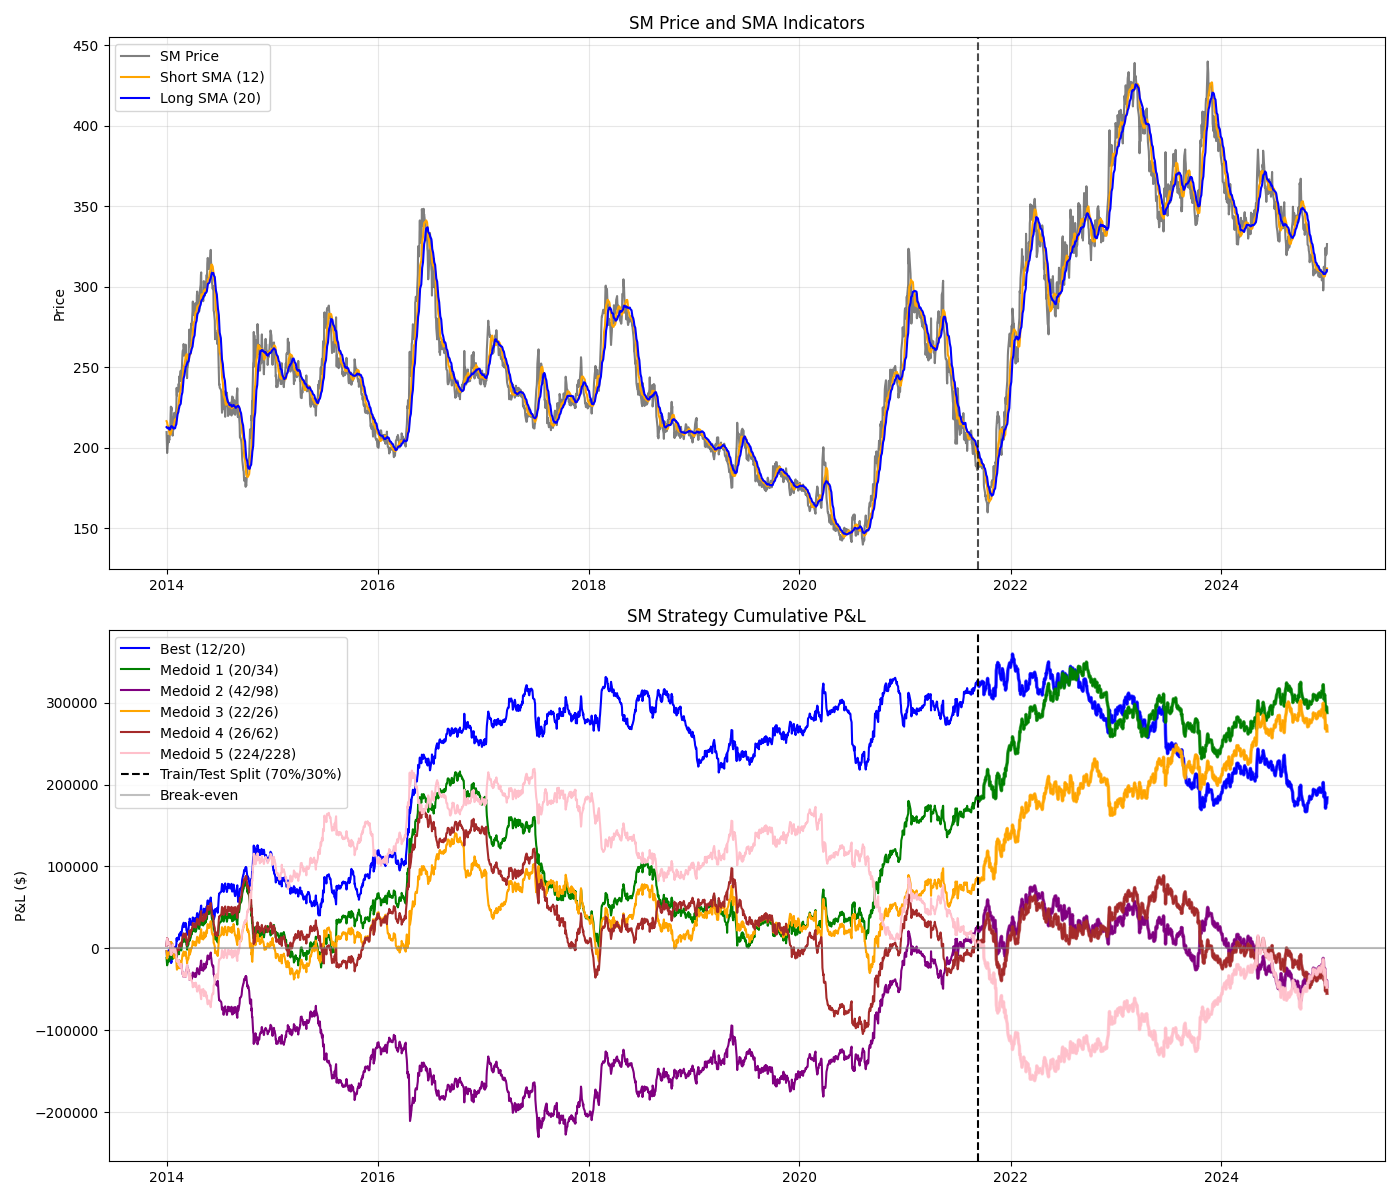 SM Price and SMA Indicators
SM Price
Short SMA (12)
Long SMA (20)
Price
450
400
350
300
250
200
150
2014
2016
2018
2020
2022
2024
SM Strategy Cumulative P&L
Best (12/20)
Medoid 1 (20/34)
Medoid 2 (42/98)
Medoid 3 (22/26)
Medoid 4 (26/62)
Medoid 5 (224/228)
Train/Test Split (70%/30%)
Break-even
P&L ($)
300000
200000
100000
0
−100000
−200000
2014
2016
2018
2020
2022
2024